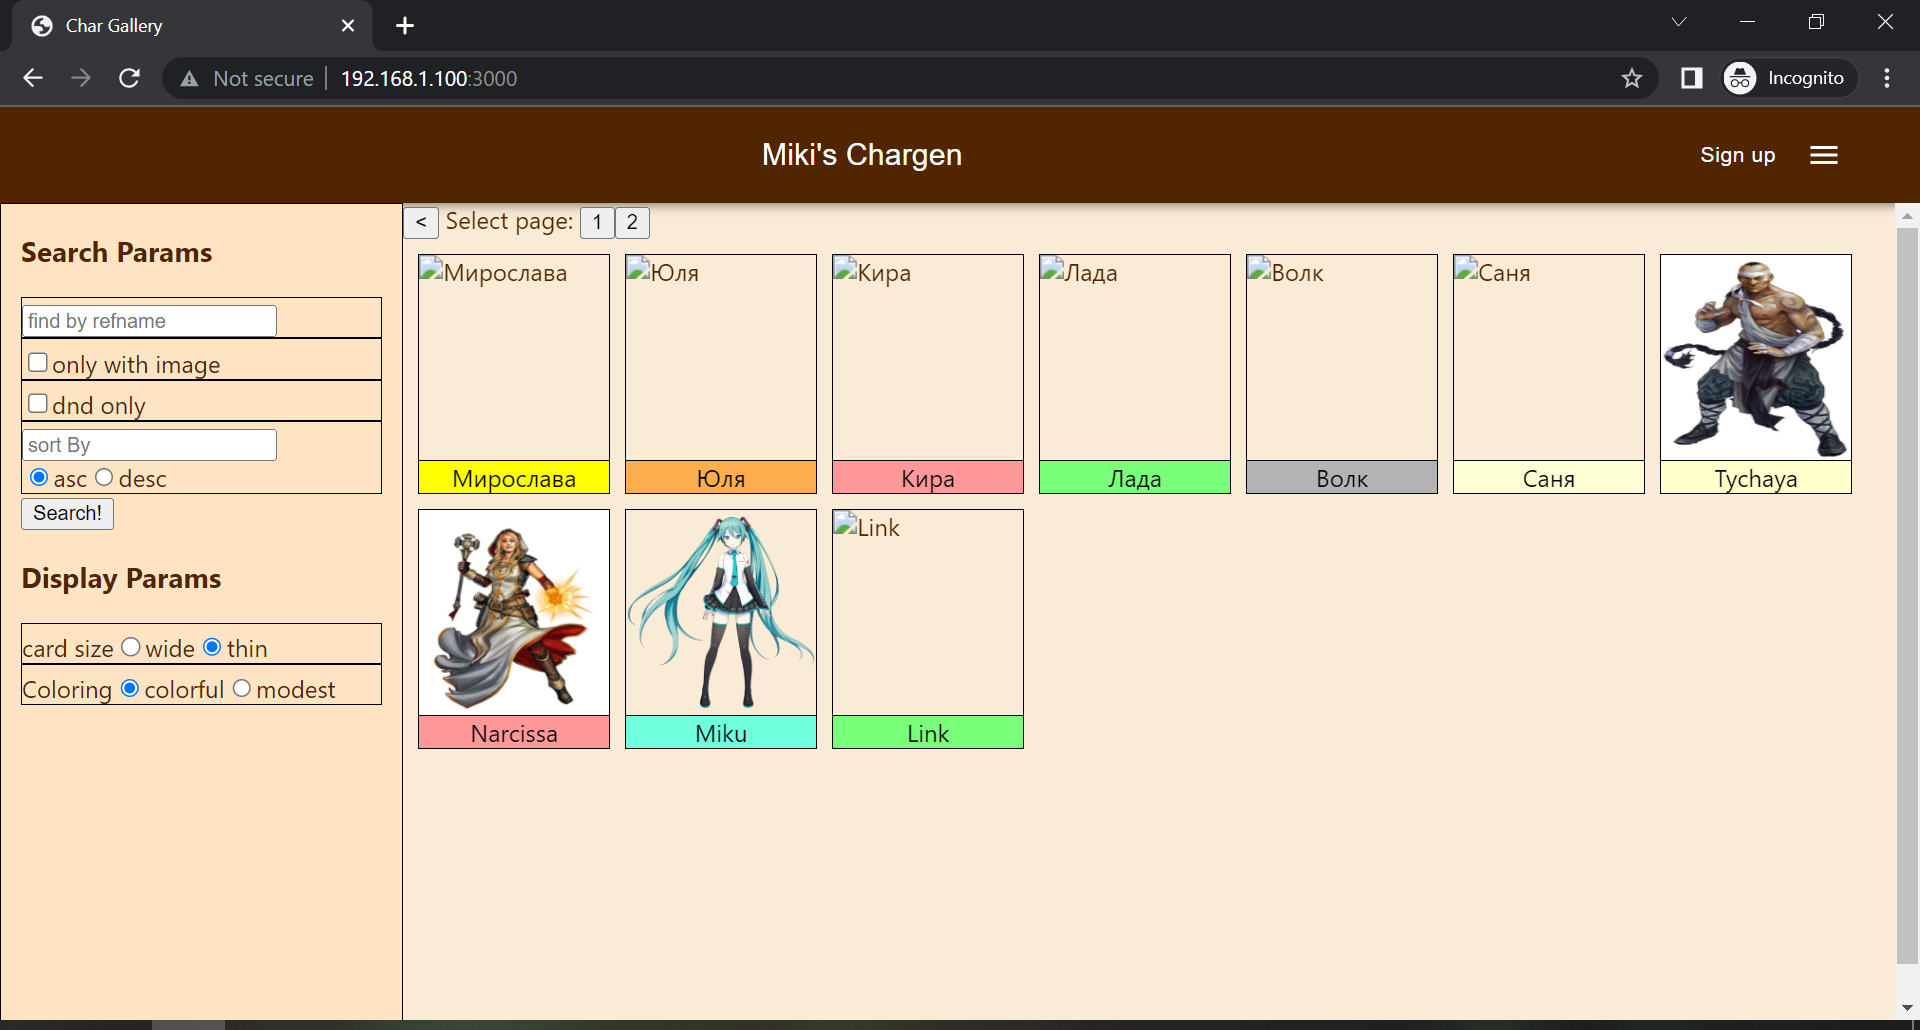 Char Gallery
Not secure 192.168.1.100:3000
Incognito
Miki's Chargen
Sign up
Search Params
find by refname
only with image
dnd only
sort By
asc desc
Search!
Display Params
card size wide thin
Coloring colorful modest
< Select page: 1 2
Мирослава Юля Кира Лада Волк Саня
Мирослава Юля Кира Лада Волк Саня Tychaya
Link
Narcissa Miku Link